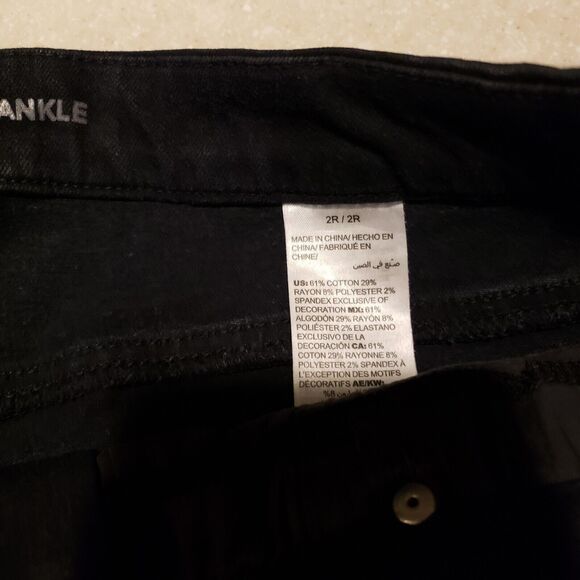 ANKLE
2R / 2R
MADE IN CHINA/ HECHO EN
CHINA/ FABRIQUÉ EN
CHINE/
صنع في الصين
US: 61% COTTON 29%
RAYON 8% POLYESTER 2%
SPANDEX EXCLUSIVE OF
DECORATION MX: 61%
ALGODÓN 29% RAYÓN 8%
POLIÉSTER 2% ELASTANO
EXCLUSIVO DE LA
DECORACIÓN CA: 61%
COTON 29% RAYONNE 8%
POLYESTER 2% SPANDEX À
L'EXCEPTION DES MOTIFS
DÉCORATIFS AE/KW: